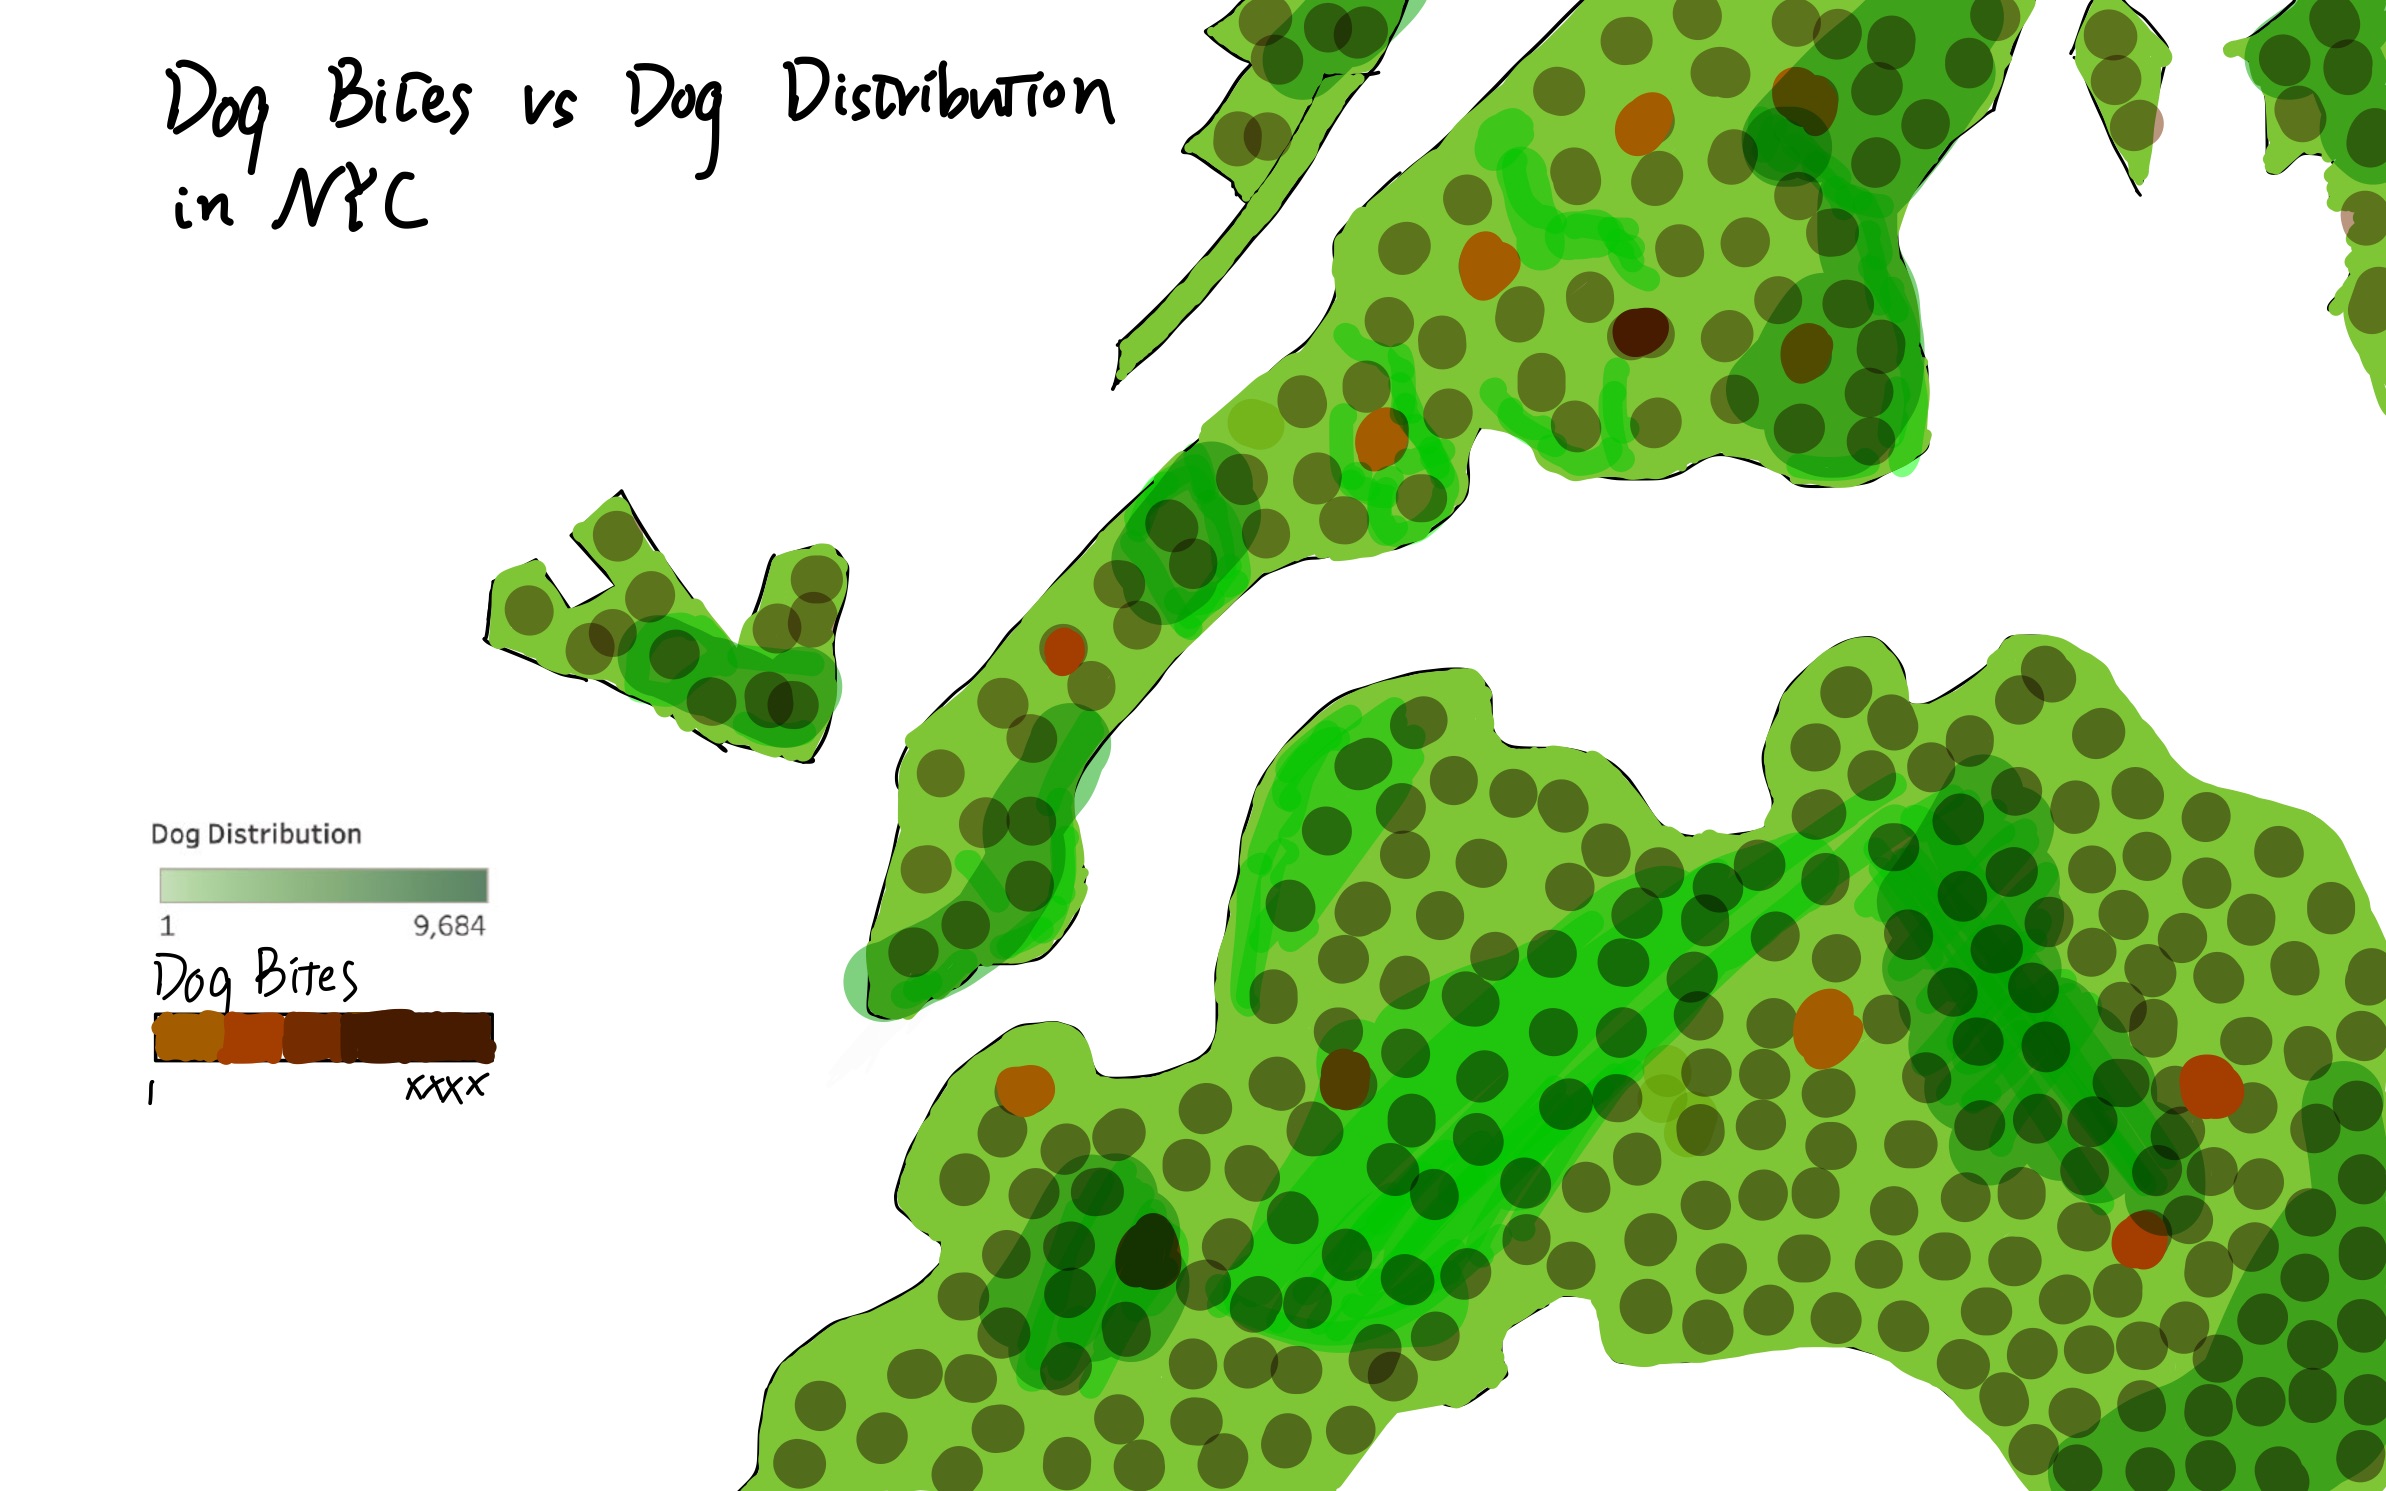 Dog Bites vs Dog Distribution
in NYC
Dog Distribution
1 9,684
Dog Bites
1 xxxx